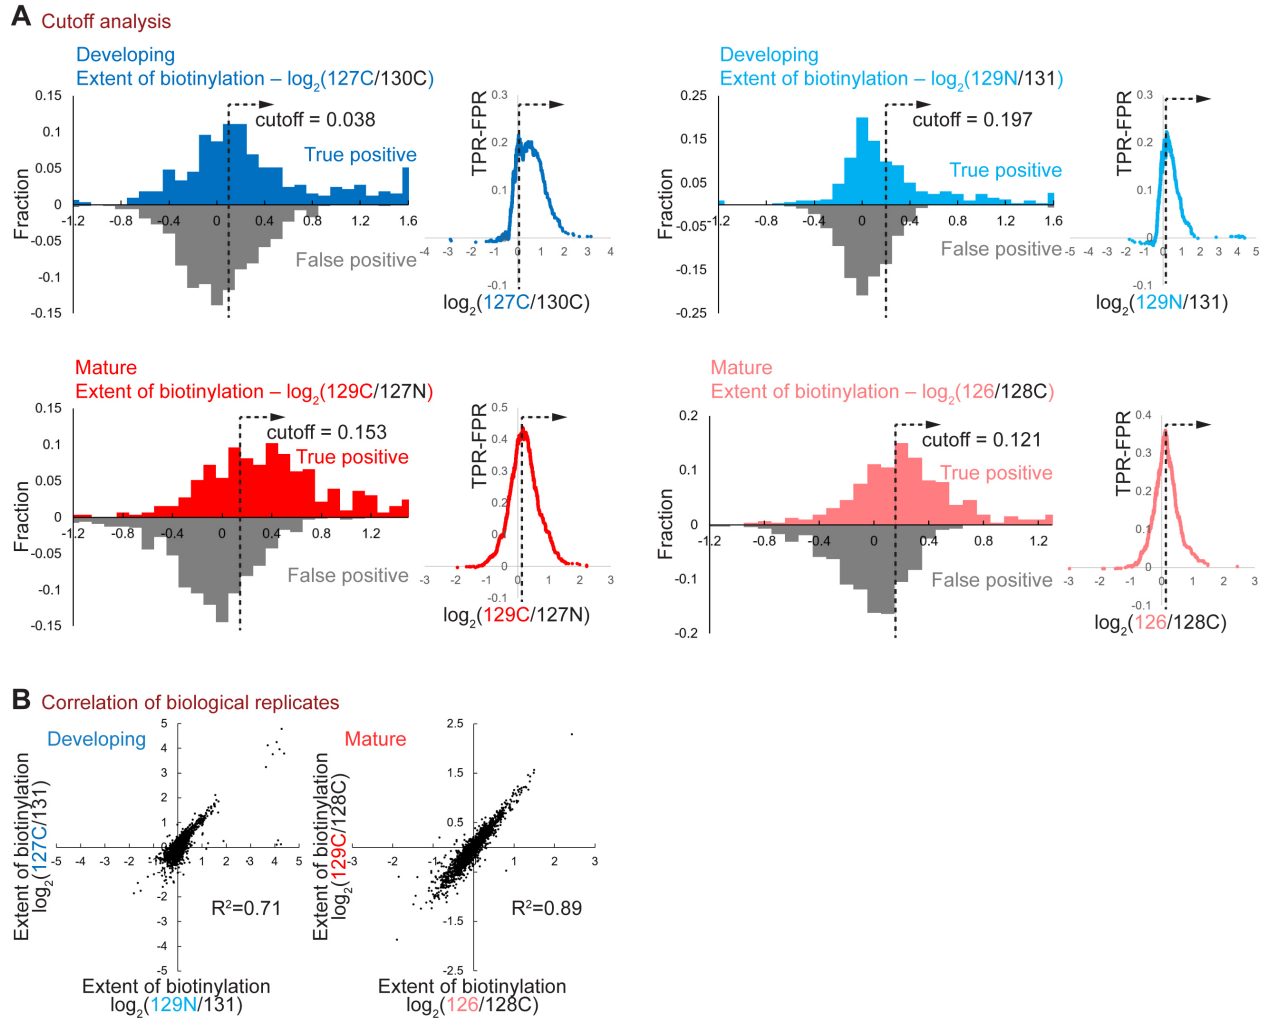 A Cutoff analysis
Developing
Extent of biotinylation – log2(127C/130C)
0.15
0.1
0.05
0
-0.05
-0.1
-0.15
Fraction
-1.2 -0.8 -0.4 0 0.4 0.8 1.2 1.6
cutoff = 0.038
True positive
False positive
TPR-FPR
0.3
0.2
0.1
0
-0.1
-4 -3 -2 -1 0 1 2 3 4
log2(127C/130C)
Developing
Extent of biotinylation – log2(129N/131)
0.25
0.15
0.05
-0.05
-0.15
-0.25
Fraction
-1.2 -0.8 -0.4 0 0.4 0.8 1.2 1.6
cutoff = 0.197
True positive
False positive
TPR-FPR
0.3
0.2
0.1
0
-0.1
-5 -4 -3 -2 -1 0 1 2 3 4 5
log2(129N/131)
Mature
Extent of biotinylation – log2(129C/127N)
0.15
0.1
0.05
0
-0.05
-0.1
-0.15
Fraction
-1.2 -0.8 -0.4 0 0.4 0.8 1.2
cutoff = 0.153
True positive
False positive
TPR-FPR
0.5
0.4
0.3
0.2
0.1
0
-0.1
-3 -2 -1 0 1 2 3
log2(129C/127N)
Mature
Extent of biotinylation – log2(126/128C)
0.2
0.1
0
-0.1
-0.2
Fraction
-1.2 -0.8 -0.4 0 0.4 0.8 1.2
cutoff = 0.121
True positive
False positive
TPR-FPR
0.4
0.3
0.2
0.1
0
-0.1
-3 -2 -1 0 1 2 3
log2(126/128C)
B Correlation of biological replicates
Developing
Extent of biotinylation
log2(127C/131)
5
4
3
2
1
0
-1
-2
-3
-4
-5
-5 -4 -3 -2 -1 1 2 3 4 5
R2=0.71
Extent of biotinylation
log2(129N/131)
Mature
Extent of biotinylation
log2(129C/128C)
2.5
1.5
0.5
-1.5
-2.5
-3 -2 -1 0 1 2 3
R2=0.89
Extent of biotinylation
log2(126/128C)